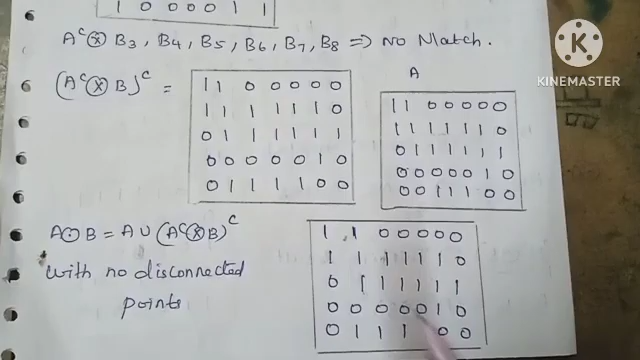 1 0 0 0 0 1 1
Aᶜ⊗ B₃, B₄, B₅, B₆, B₇, B₈ ⇒ No Match.
KINEMASTER
(Aᶜ⊗B)ᶜ =
1 1 0 0 0 0 0
1 1 1 1 1 1 0
0 1 1 1 1 1 1
0 0 0 0 0 1 0
0 1 1 1 1 0 0
A
1 1 0 0 0 0 0
1 1 1 1 1 1 0
0 1 1 1 1 1 1
0 0 0 0 0 1 0
0 0 1 1 1 0 0
A⊙B = A∪(Aᶜ⊗B)ᶜ
with no disconnected
points
1 1 0 0 0 0 0
1 1 1 1 1 1 0
0 1 1 1 1 1 1
0 0 0 0 0 1 0
0 1 1 1 0 0